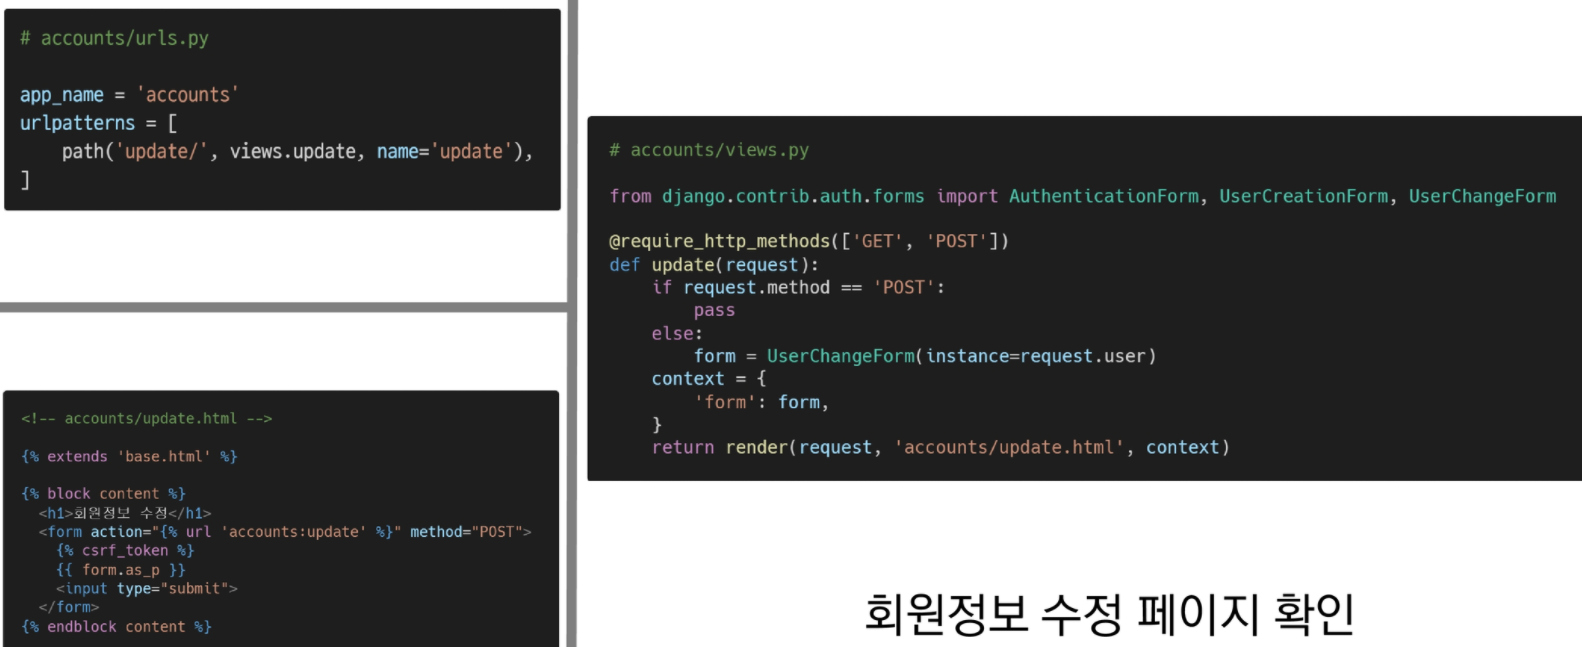 # accounts/urls.py
app_name = 'accounts'
urlpatterns = [
    path('update/', views.update, name='update'),
]
<!-- accounts/update.html -->
{% extends 'base.html' %}
{% block content %}
  <h1>회원정보 수정</h1>
  <form action="{% url 'accounts:update' %}" method="POST">
    {% csrf_token %}
    {{ form.as_p }}
    <input type="submit">
  </form>
{% endblock content %}
# accounts/views.py
from django.contrib.auth.forms import AuthenticationForm, UserCreationForm, UserChangeForm
@require_http_methods(['GET', 'POST'])
def update(request):
    if request.method == 'POST':
        pass
    else:
        form = UserChangeForm(instance=request.user)
    context = {
        'form': form,
    }
    return render(request, 'accounts/update.html', context)
회원정보 수정 페이지 확인